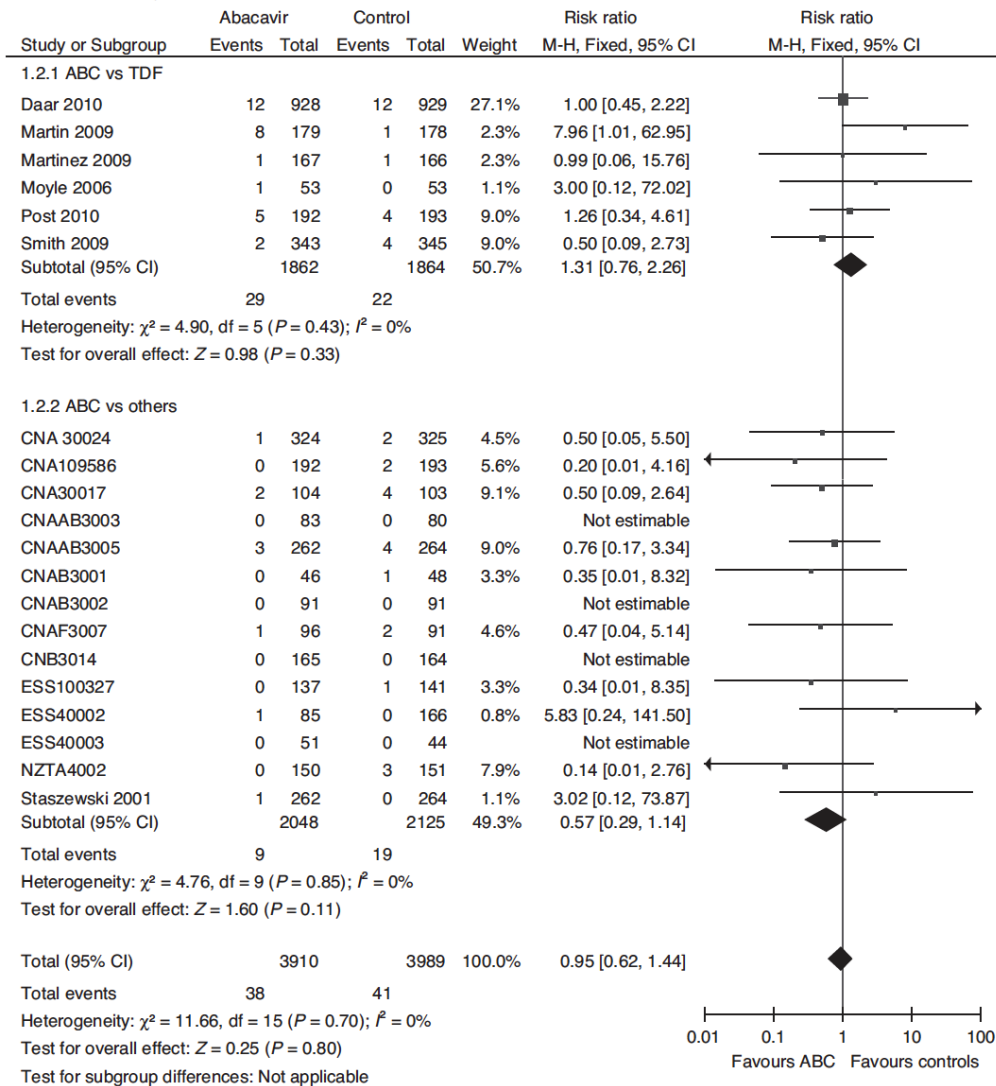 Abacavir Control Risk ratio Risk ratio
Study or Subgroup Events Total Events Total Weight M-H, Fixed, 95% CI M-H, Fixed, 95% CI
1.2.1 ABC vs TDF
Daar 2010 12 928 12 929 27.1% 1.00 [0.45, 2.22]
Martin 2009 8 179 1 178 2.3% 7.96 [1.01, 62.95]
Martinez 2009 1 167 1 166 2.3% 0.99 [0.06, 15.76]
Moyle 2006 1 53 0 53 1.1% 3.00 [0.12, 72.02]
Post 2010 5 192 4 193 9.0% 1.26 [0.34, 4.61]
Smith 2009 2 343 4 345 9.0% 0.50 [0.09, 2.73]
Subtotal (95% CI) 1862 1864 50.7% 1.31 [0.76, 2.26]
Total events 29 22
Heterogeneity: χ² = 4.90, df = 5 (P = 0.43); I² = 0%
Test for overall effect: Z = 0.98 (P = 0.33)
1.2.2 ABC vs others
CNA 30024 1 324 2 325 4.5% 0.50 [0.05, 5.50]
CNA109586 0 192 2 193 5.6% 0.20 [0.01, 4.16]
CNA30017 2 104 4 103 9.1% 0.50 [0.09, 2.64]
CNAAB3003 0 83 0 80 Not estimable
CNAAB3005 3 262 4 264 9.0% 0.76 [0.17, 3.34]
CNAB3001 0 46 1 48 3.3% 0.35 [0.01, 8.32]
CNAB3002 0 91 0 91 Not estimable
CNAF3007 1 96 2 91 4.6% 0.47 [0.04, 5.14]
CNB3014 0 165 0 164 Not estimable
ESS100327 0 137 1 141 3.3% 0.34 [0.01, 8.35]
ESS40002 1 85 0 166 0.8% 5.83 [0.24, 141.50]
ESS40003 0 51 0 44 Not estimable
NZTA4002 0 150 3 151 7.9% 0.14 [0.01, 2.76]
Staszewski 2001 1 262 0 264 1.1% 3.02 [0.12, 73.87]
Subtotal (95% CI) 2048 2125 49.3% 0.57 [0.29, 1.14]
Total events 9 19
Heterogeneity: χ² = 4.76, df = 9 (P = 0.85); I² = 0%
Test for overall effect: Z = 1.60 (P = 0.11)
Total (95% CI) 3910 3989 100.0% 0.95 [0.62, 1.44]
Total events 38 41
Heterogeneity: χ² = 11.66, df = 15 (P = 0.70); I² = 0%
Test for overall effect: Z = 0.25 (P = 0.80)
Test for subgroup differences: Not applicable
0.01 0.1 1 10 100
Favours ABC Favours controls